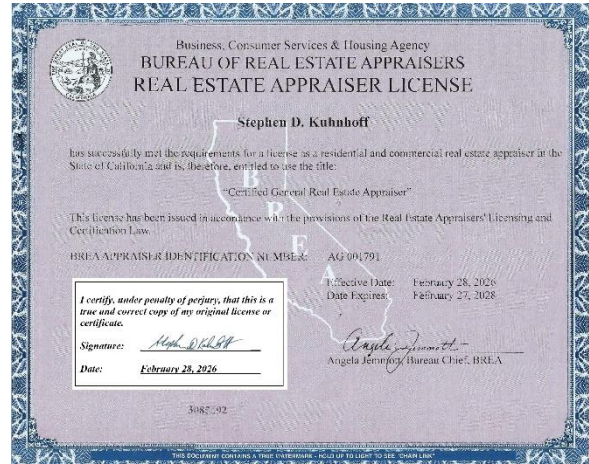 Business, Consumer Services & Housing Agency
BUREAU OF REAL ESTATE APPRAISERS
REAL ESTATE APPRAISER LICENSE
Stephen D. Kuhnhoff
has successfully met the requirements for a license as a residential and commercial real estate appraiser in the
State of California and is, therefore, entitled to use the title:
“Certified General Real Estate Appraiser”
This license has been issued in accordance with the provisions of the Real Estate Appraisers' Licensing and
Certification Law.
BREA APPRAISER IDENTIFICATION NUMBER: AG 001791
Effective Date: February 28, 2026
Date Expires: February 27, 2028
B
R
E
A
I certify, under penalty of perjury, that this is a
true and correct copy of my original license or
certificate.
Signature:
Date: February 28, 2026
Angela Jemmott
Angela Jemmott, Bureau Chief, BREA
THIS DOCUMENT CONTAINS A TRUE WATERMARK - HOLD UP TO LIGHT TO SEE "CHAIN LINK"